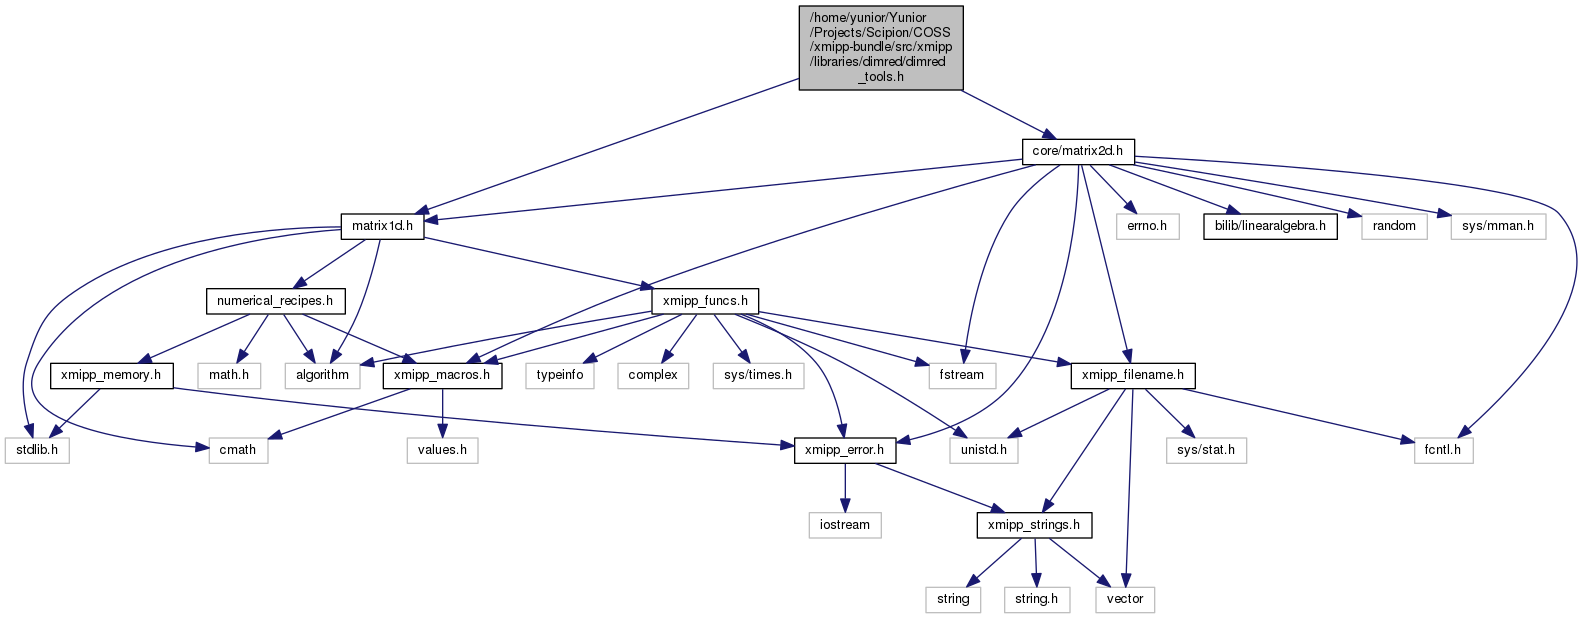 /home/yunior/Yunior
/Projects/Scipion/COSS
/xmipp-bundle/src/xmipp
/libraries/dimred/dimred
_tools.h
core/matrix2d.h
matrix1d.h
errno.h
bilib/linearalgebra.h
random
sys/mman.h
numerical_recipes.h
xmipp_funcs.h
xmipp_memory.h
math.h
algorithm
xmipp_macros.h
typeinfo
complex
sys/times.h
fstream
xmipp_filename.h
stdlib.h
cmath
values.h
xmipp_error.h
unistd.h
sys/stat.h
fcntl.h
iostream
xmipp_strings.h
string
string.h
vector